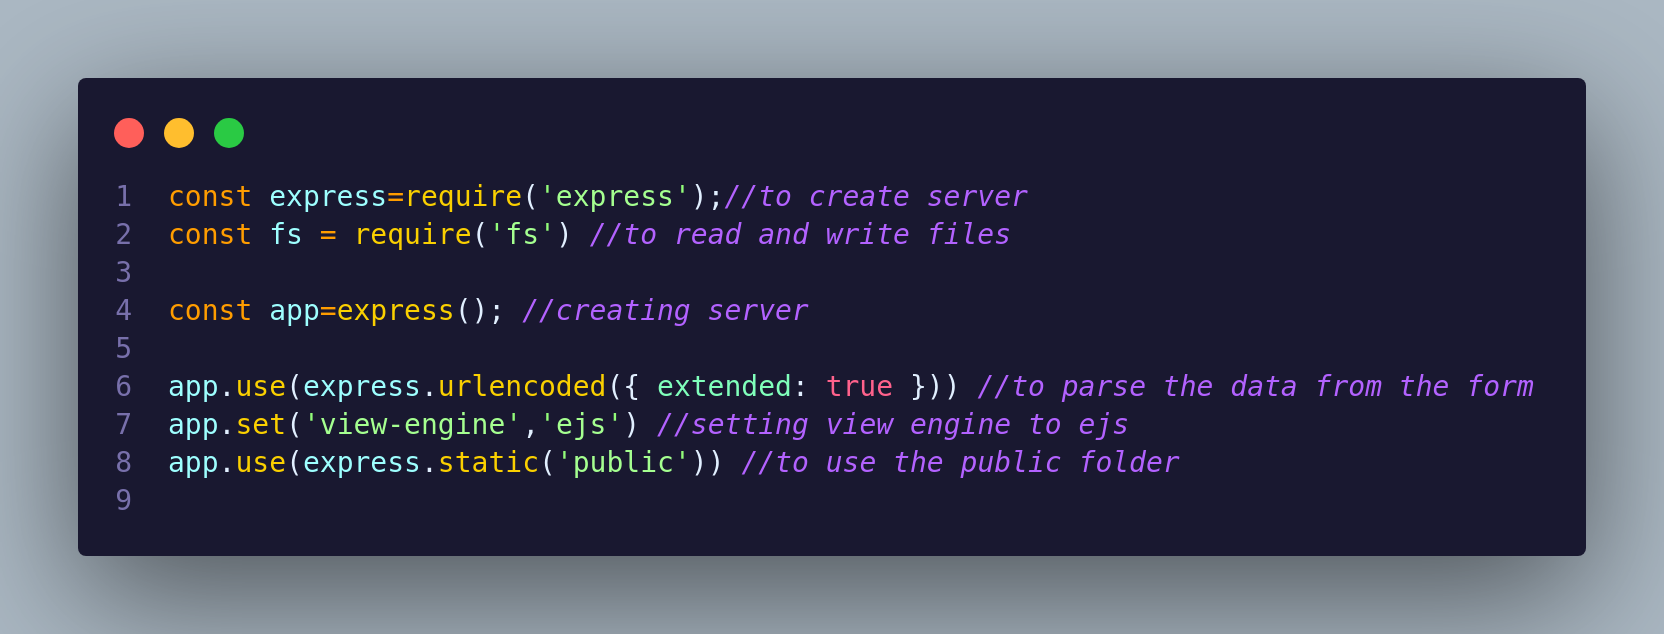 1 const express=require('express');//to create server
2 const fs = require('fs') //to read and write files
3
4 const app=express(); //creating server
5
6 app.use(express.urlencoded({ extended: true })) //to parse the data from the form
7 app.set('view-engine','ejs') //setting view engine to ejs
8 app.use(express.static('public')) //to use the public folder
9